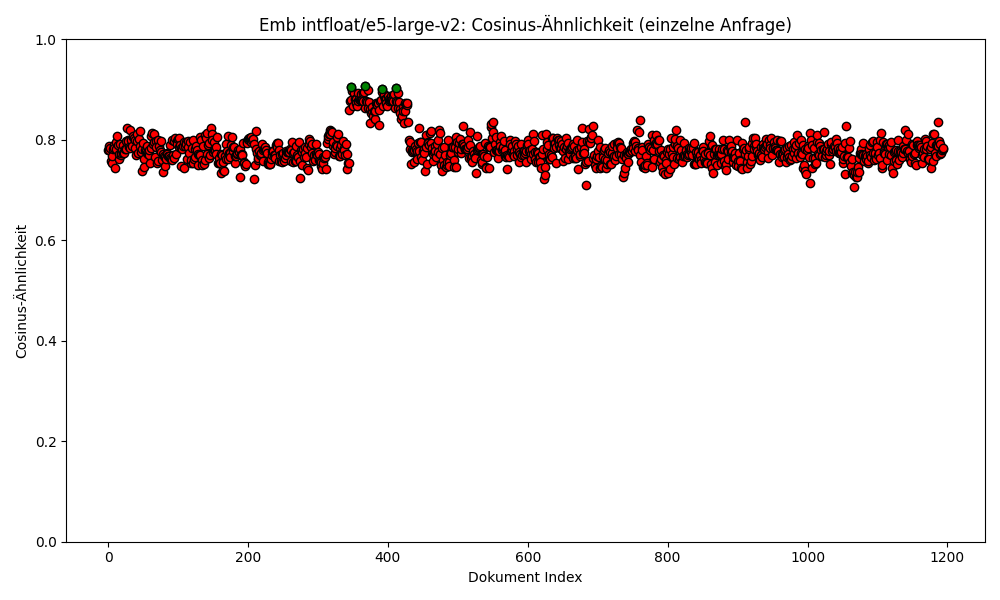 Emb intfloat/e5-large-v2: Cosinus-Ähnlichkeit (einzelne Anfrage)
1.0
0.8
0.6
0.4
0.2
0.0
Cosinus-Ähnlichkeit
0 200 400 600 800 1000 1200
Dokument Index